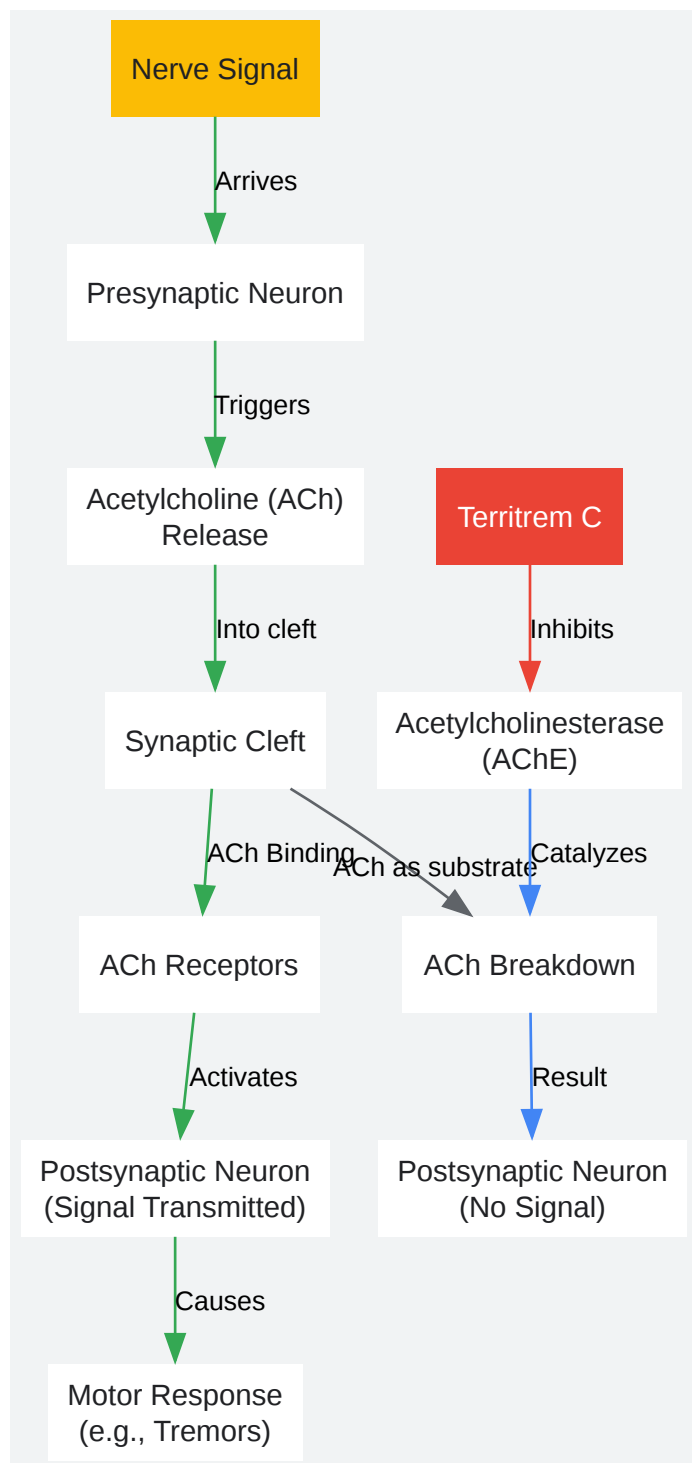 Nerve Signal
Arrives
Presynaptic Neuron
Triggers
Acetylcholine (ACh)
Release
Territrem C
Into cleft
Inhibits
Synaptic Cleft
Acetylcholinesterase
(AChE)
ACh Binding
ACh as substrate
Catalyzes
ACh Receptors
ACh Breakdown
Activates
Result
Postsynaptic Neuron
(Signal Transmitted)
Postsynaptic Neuron
(No Signal)
Causes
Motor Response
(e.g., Tremors)